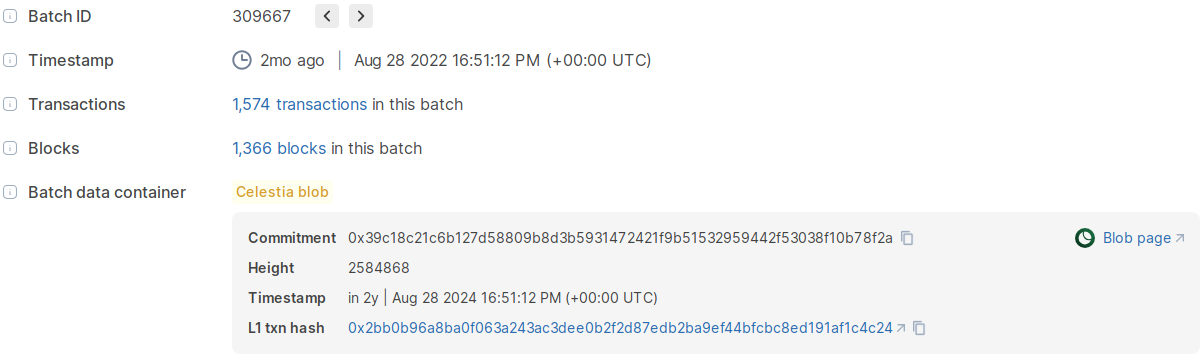 Batch ID 309667
Timestamp 2mo ago | Aug 28 2022 16:51:12 PM (+00:00 UTC)
Transactions 1,574 transactions in this batch
Blocks 1,366 blocks in this batch
Batch data container Celestia blob
Commitment 0x39c18c21c6b127d58809b8d3b5931472421f9b51532959442f53038f10b78f2a Blob page
Height 2584868
Timestamp in 2y | Aug 28 2024 16:51:12 PM (+00:00 UTC)
L1 txn hash 0x2bb0b96a8ba0f063a243ac3dee0b2f2d87edb2ba9ef44bfcbc8ed191af1c4c24